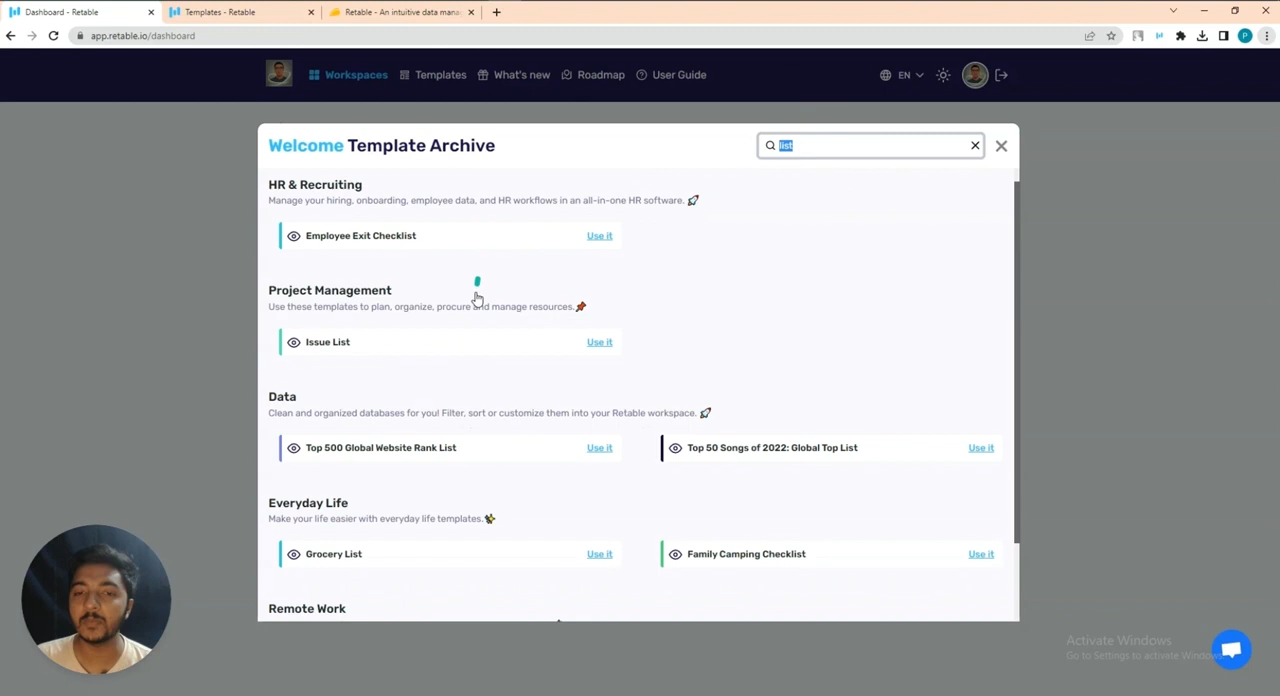 Dashboard - Retable
Templates - Retable
Retable - An intuitive data mana
app.retable.io/dashboard
P
Workspaces
Templates
What's new
Roadmap
User Guide
EN
Welcome Template Archive
list
HR & Recruiting
Manage your hiring, onboarding, employee data, and HR workflows in an all-in-one HR software.
Employee Exit Checklist
Use it
Project Management
Use these templates to plan, organize, procure and manage resources.
Issue List
Use it
Data
Clean and organized databases for you! Filter, sort or customize them into your Retable workspace.
Top 500 Global Website Rank List
Use it
Top 50 Songs of 2022: Global Top List
Use it
Everyday Life
Make your life easier with everyday life templates.
Grocery List
Use it
Family Camping Checklist
Use it
Remote Work
Activate Windows
Go to Settings to activate Windows